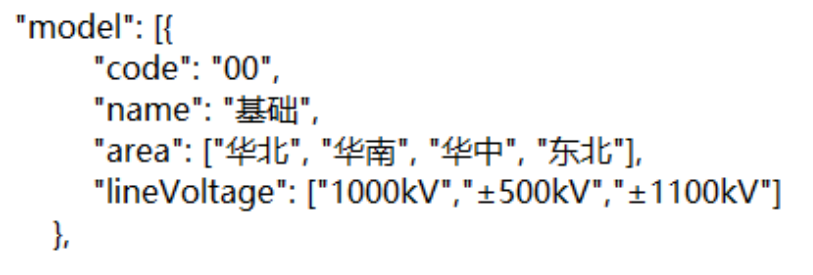 "model": [{
"code": "00",
"name": "基础",
"area": ["华北", "华南", "华中", "东北"],
"lineVoltage": ["1000kV","±500kV","±1100kV"]
},